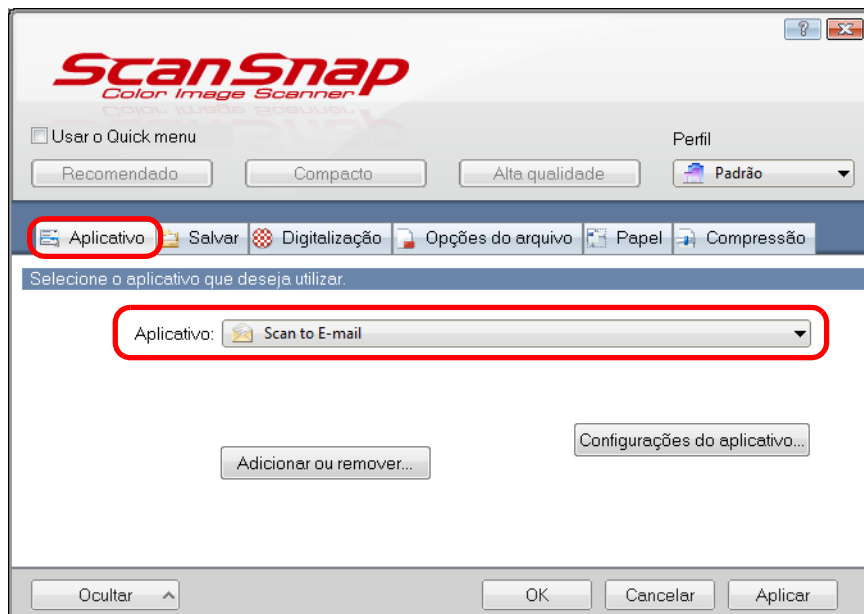 ScanSnap
Color Image Scanner
Usar o Quick menu
Perfil
Recomendado Compacto Alta qualidade Padrão
Aplicativo Salvar Digitalização Opções do arquivo Papel Compressão
Selecione o aplicativo que deseja utilizar.
Aplicativo: Scan to E-mail
Configurações do aplicativo...
Adicionar ou remover...
Ocultar OK Cancelar Aplicar